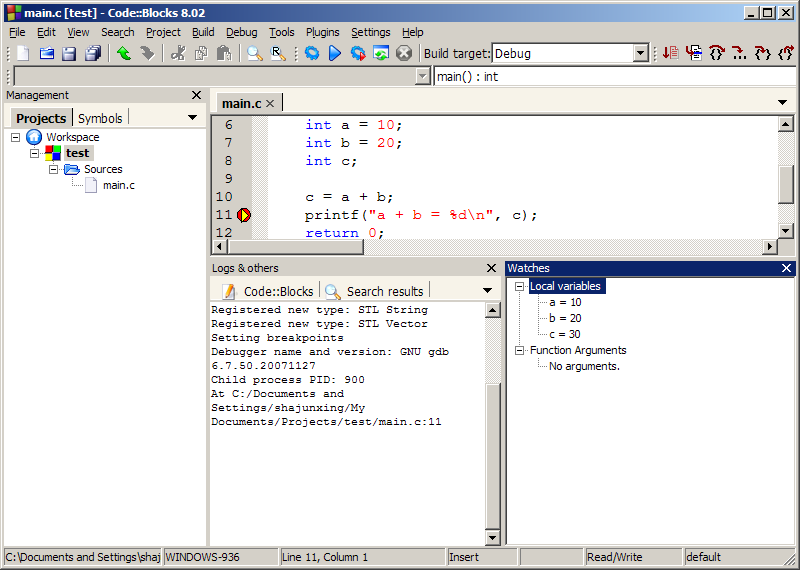 main.c [test] - Code::Blocks 8.02
File Edit View Search Project Build Debug Tools Plugins Settings Help
Build target: Debug
main() : int
Management
Projects Symbols
Workspace
test
Sources
main.c
main.c
6 int a = 10;
7 int b = 20;
8 int c;
9
10 c = a + b;
11 printf("a + b = %d\n", c);
12 return 0;
Logs & others
Code::Blocks Search results
Registered new type: STL String
Registered new type: STL Vector
Setting breakpoints
Debugger name and version: GNU gdb
6.7.50.20071127
Child process PID: 900
At C:/Documents and
Settings/shajunxing/My
Documents/Projects/test/main.c:11
Watches
Local variables
a = 10
b = 20
c = 30
Function Arguments
No arguments.
C:\Documents and Settings\shaj WINDOWS-936 Line 11, Column 1 Insert Read/Write default